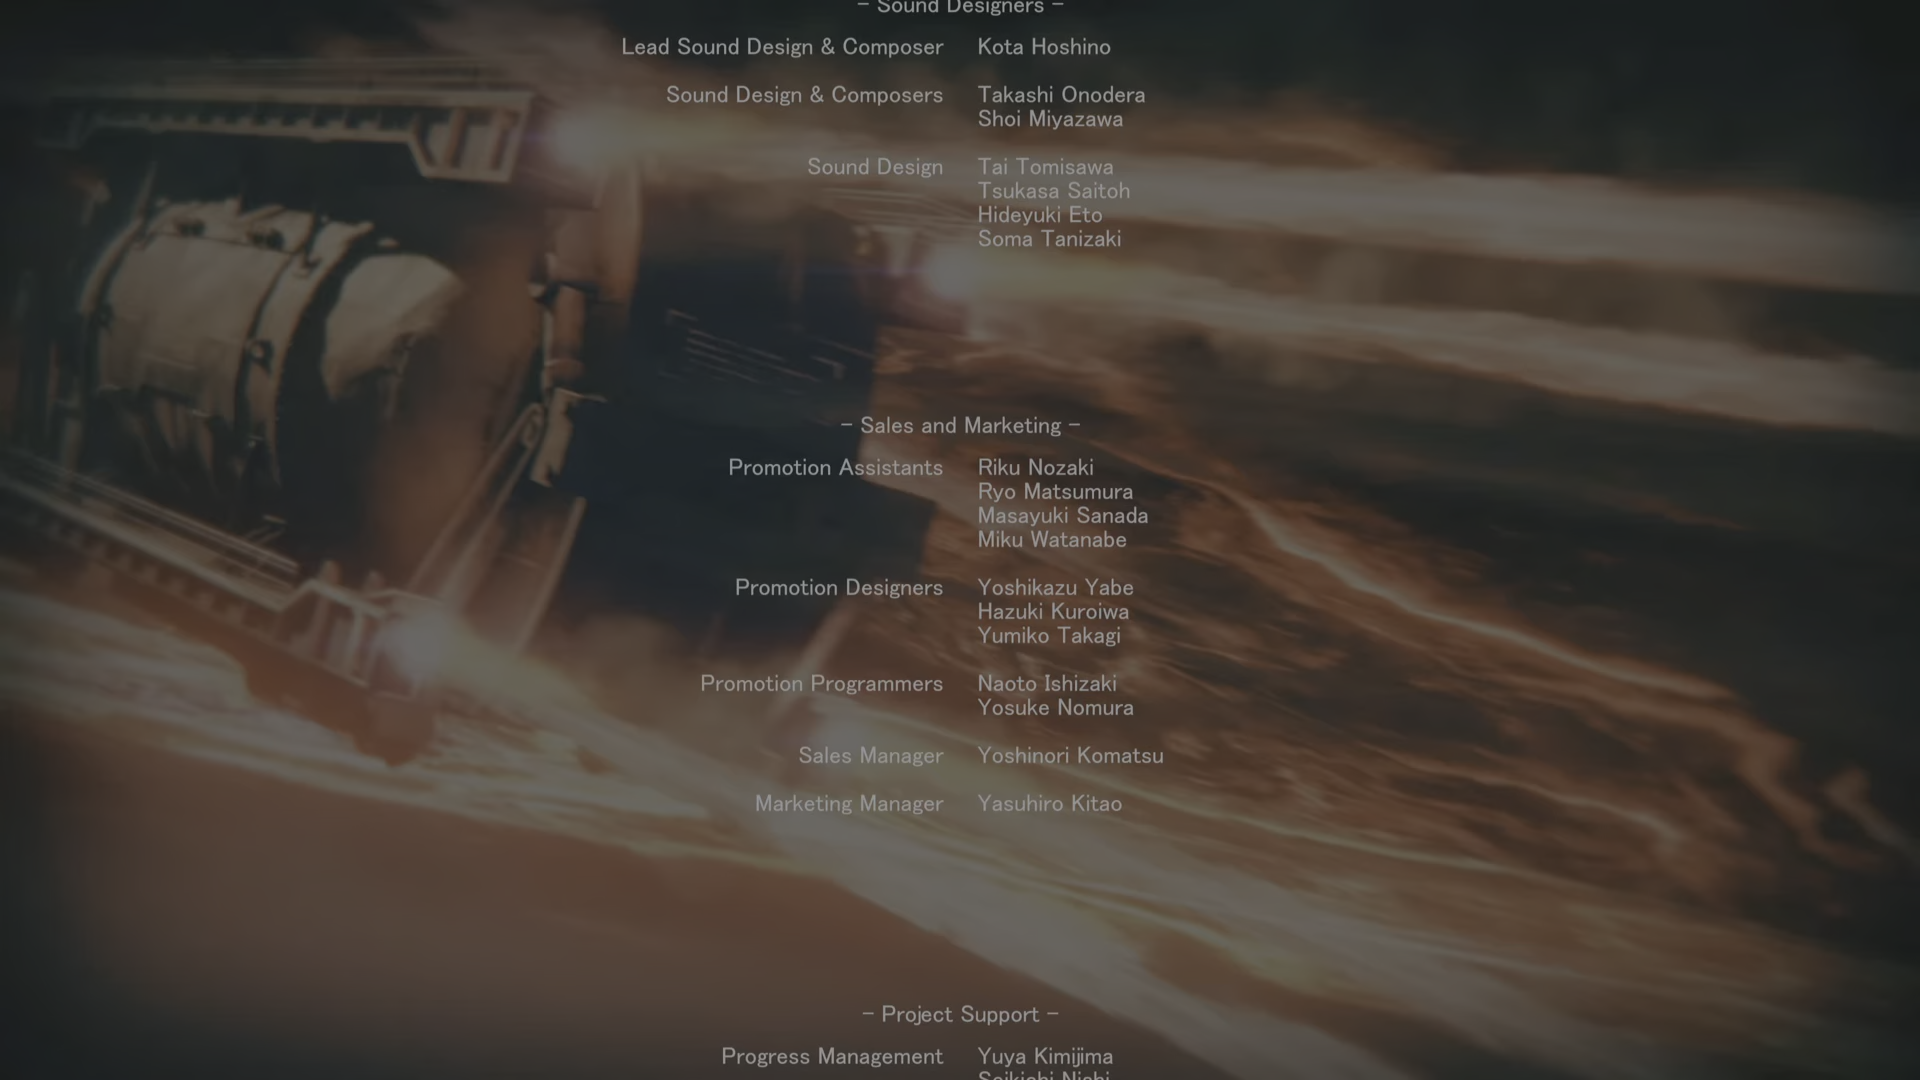 – Sound Designers –
Lead Sound Design & Composer Kota Hoshino
Sound Design & Composers Takashi Onodera
Shoi Miyazawa
Sound Design Tai Tomisawa
Tsukasa Saitoh
Hideyuki Eto
Soma Tanizaki
– Sales and Marketing –
Promotion Assistants Riku Nozaki
Ryo Matsumura
Masayuki Sanada
Miku Watanabe
Promotion Designers Yoshikazu Yabe
Hazuki Kuroiwa
Yumiko Takagi
Promotion Programmers Naoto Ishizaki
Yosuke Nomura
Sales Manager Yoshinori Komatsu
Marketing Manager Yasuhiro Kitao
– Project Support –
Progress Management Yuya Kimijima